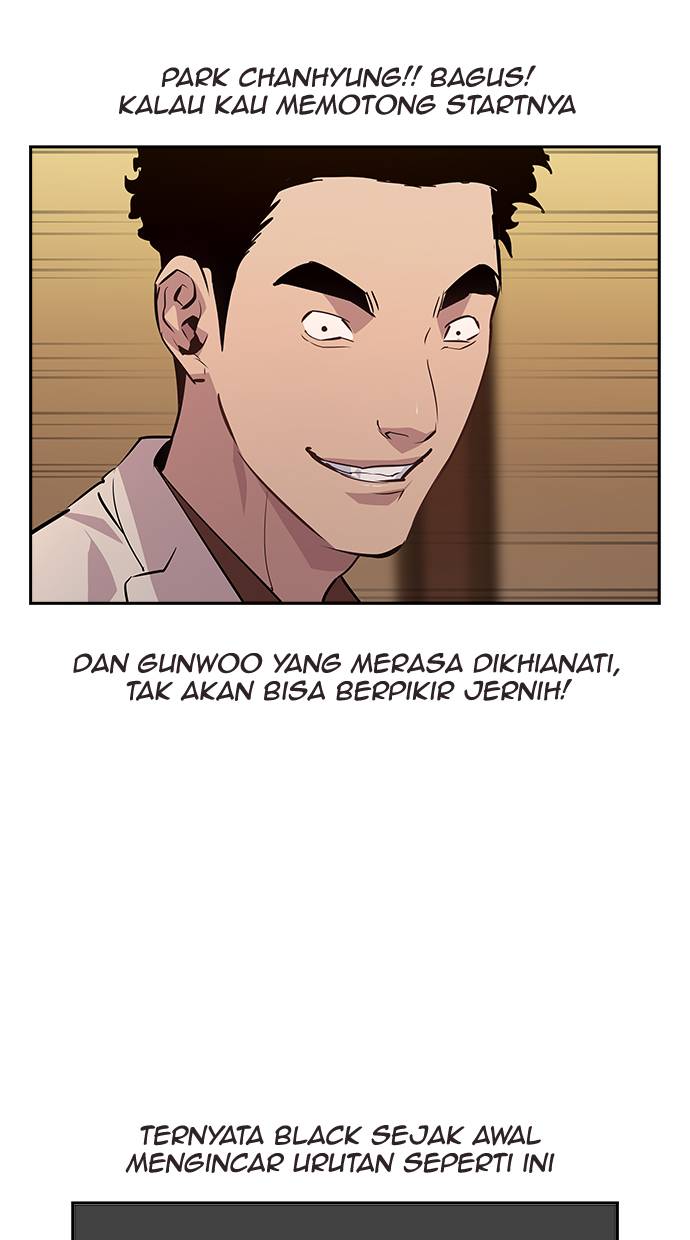 PARK CHANHYUNG!! BAGUS!
KALAU KAU MEMOTONG STARTNYA
DAN GUNWOO YANG MERASA DIKHIANATI,
TAK AKAN BISA BERPIKIR JERNIH!
TERNYATA BLACK SEJAK AWAL
MENGINCAR URUTAN SEPERTI INI